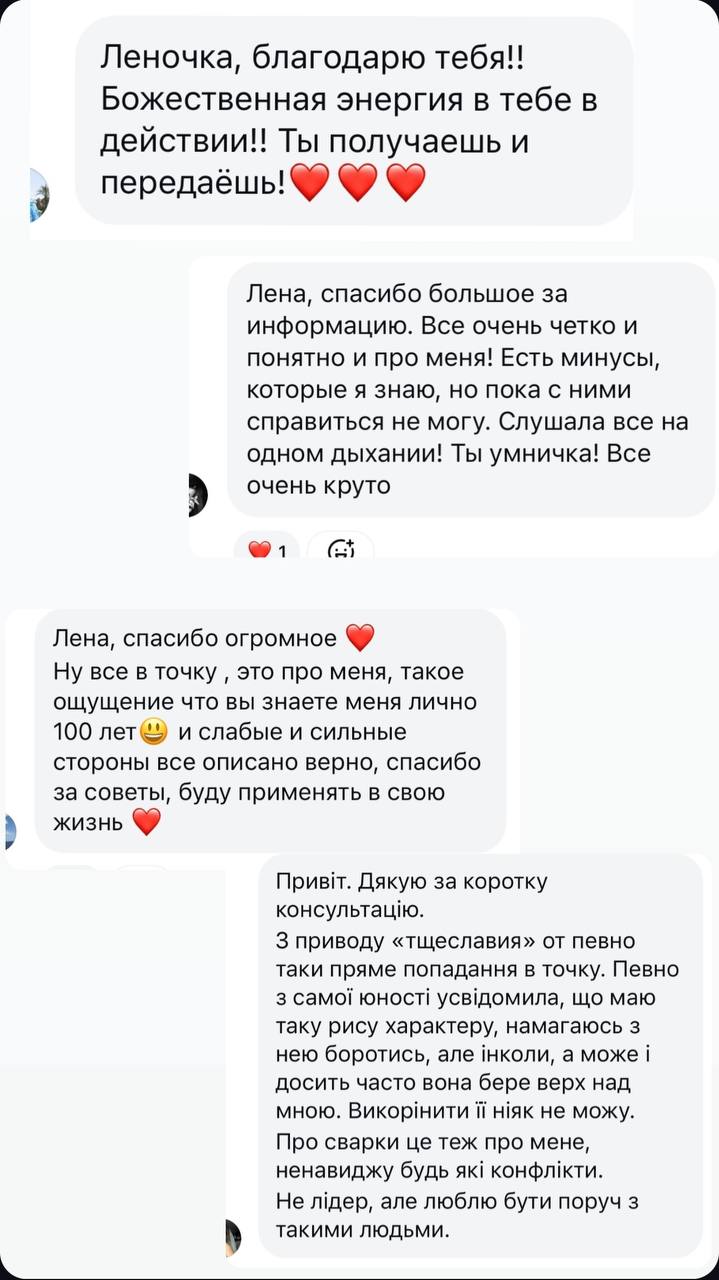 Леночка, благодарю тебя!!
Божественная энергия в тебе в
действии!! Ты получаешь и
передаёшь!❤️❤️❤️
Лена, спасибо большое за
информацию. Все очень четко и
понятно и про меня! Есть минусы,
которые я знаю, но пока с ними
справиться не могу. Слушала все на
одном дыхании! Ты умничка! Все
очень круто
❤️ 1
Лена, спасибо огромное ❤️
Ну все в точку , это про меня, такое
ощущение что вы знаете меня лично
100 лет😃 и слабые и сильные
стороны все описано верно, спасибо
за советы, буду применять в свою
жизнь ❤️
Привіт. Дякую за коротку
консультацію.
З приводу «тщеславия» от певно
таки пряме попадання в точку. Певно
з самої юності усвідомила, що маю
таку рису характеру, намагаюсь з
нею боротись, але інколи, а може і
досить часто вона бере верх над
мною. Викорінити її ніяк не можу.
Про сварки це теж про мене,
ненавиджу будь які конфлікти.
Не лідер, але люблю бути поруч з
такими людьми.